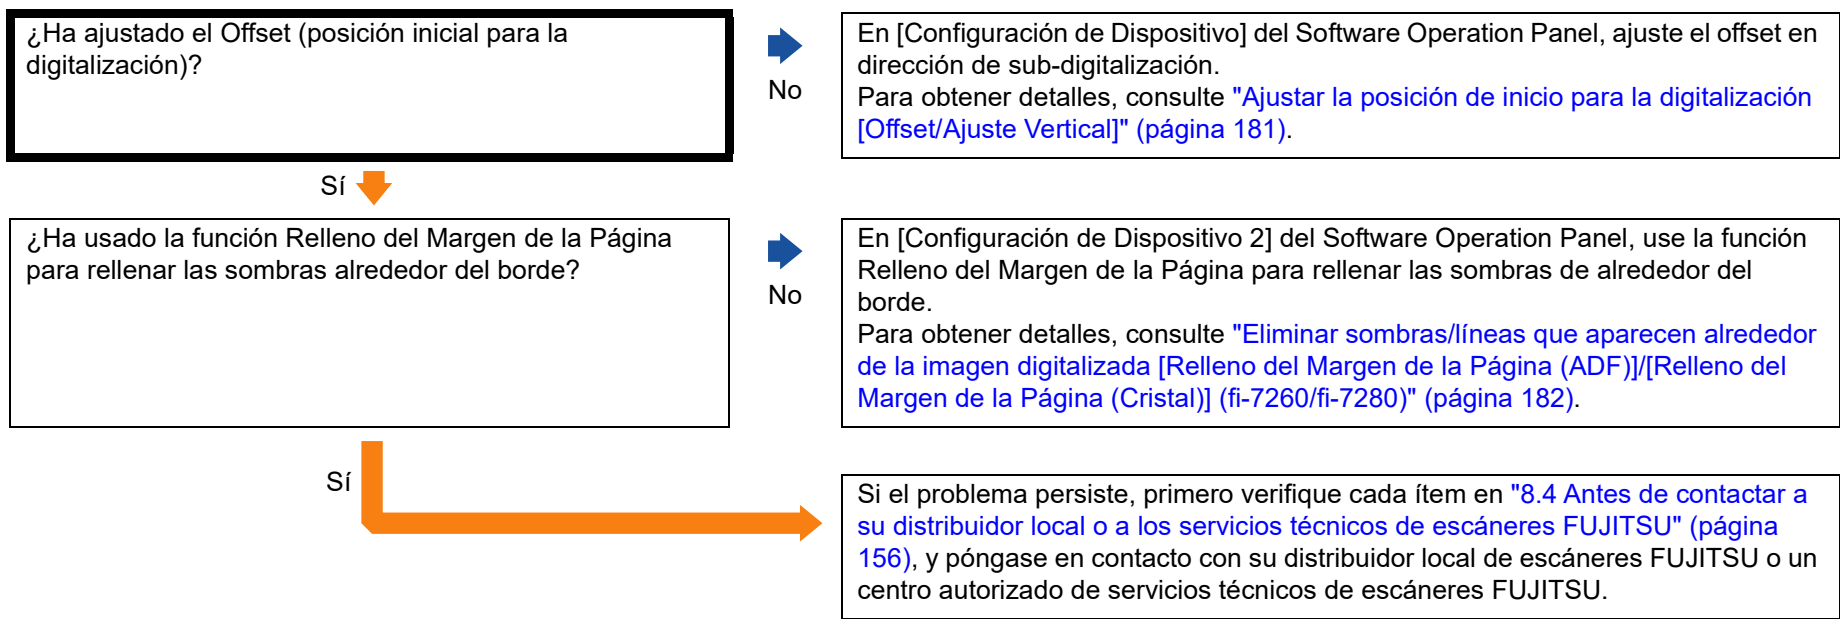 ¿Ha ajustado el Offset (posición inicial para la
digitalización)?
No
En [Configuración de Dispositivo] del Software Operation Panel, ajuste el offset en
dirección de sub-digitalización.
Para obtener detalles, consulte "Ajustar la posición de inicio para la digitalización
[Offset/Ajuste Vertical]" (página 181).
Sí
¿Ha usado la función Relleno del Margen de la Página
para rellenar las sombras alrededor del borde?
No
En [Configuración de Dispositivo 2] del Software Operation Panel, use la función
Relleno del Margen de la Página para rellenar las sombras de alrededor del
borde.
Para obtener detalles, consulte "Eliminar sombras/líneas que aparecen alrededor
de la imagen digitalizada [Relleno del Margen de la Página (ADF)]/[Relleno del
Margen de la Página (Cristal)] (fi-7260/fi-7280)" (página 182).
Sí
Si el problema persiste, primero verifique cada ítem en "8.4 Antes de contactar a
su distribuidor local o a los servicios técnicos de escáneres FUJITSU" (página
156), y póngase en contacto con su distribuidor local de escáneres FUJITSU o un
centro autorizado de servicios técnicos de escáneres FUJITSU.